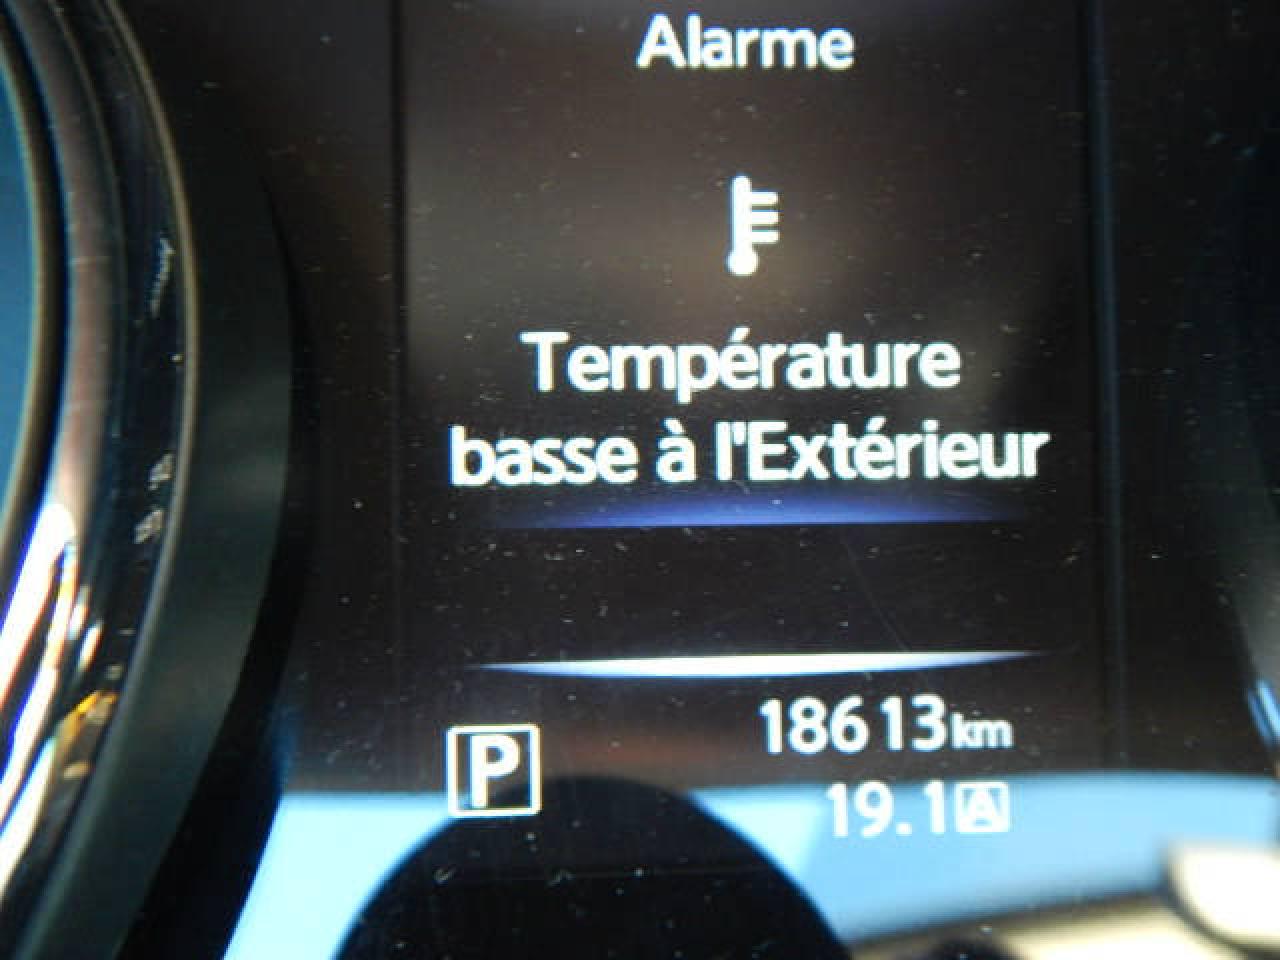 Alarme
Température
basse à l'Extérieur
18613km
P
19.1A